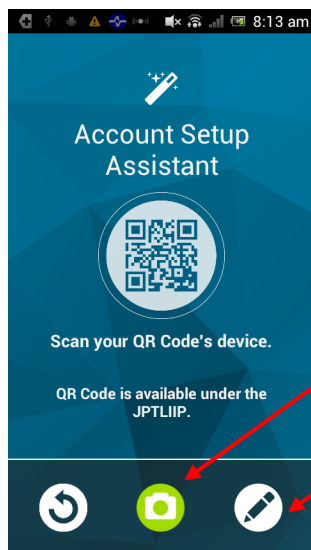 8:13 am
Account Setup
Assistant
Scan your QR Code's device.
QR Code is available under the
JPTLIIP.